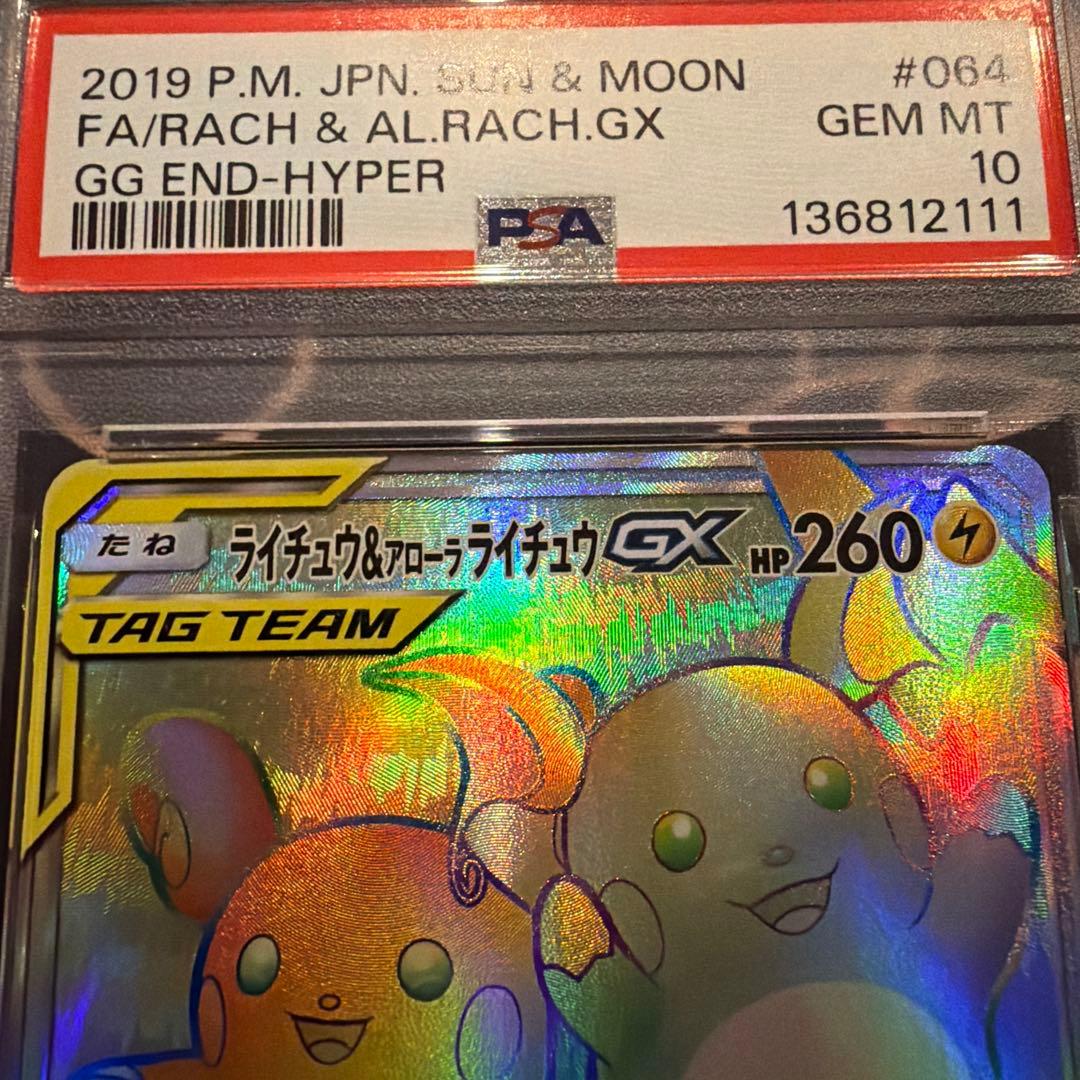 2019 P.M. JPN. SUN & MOON #064
FA/RACH & AL.RACH.GX GEM MT
GG END-HYPER 10
136812111
PSA
たね ライチュウ&アローラライチュウGX HP 260
TAG TEAM